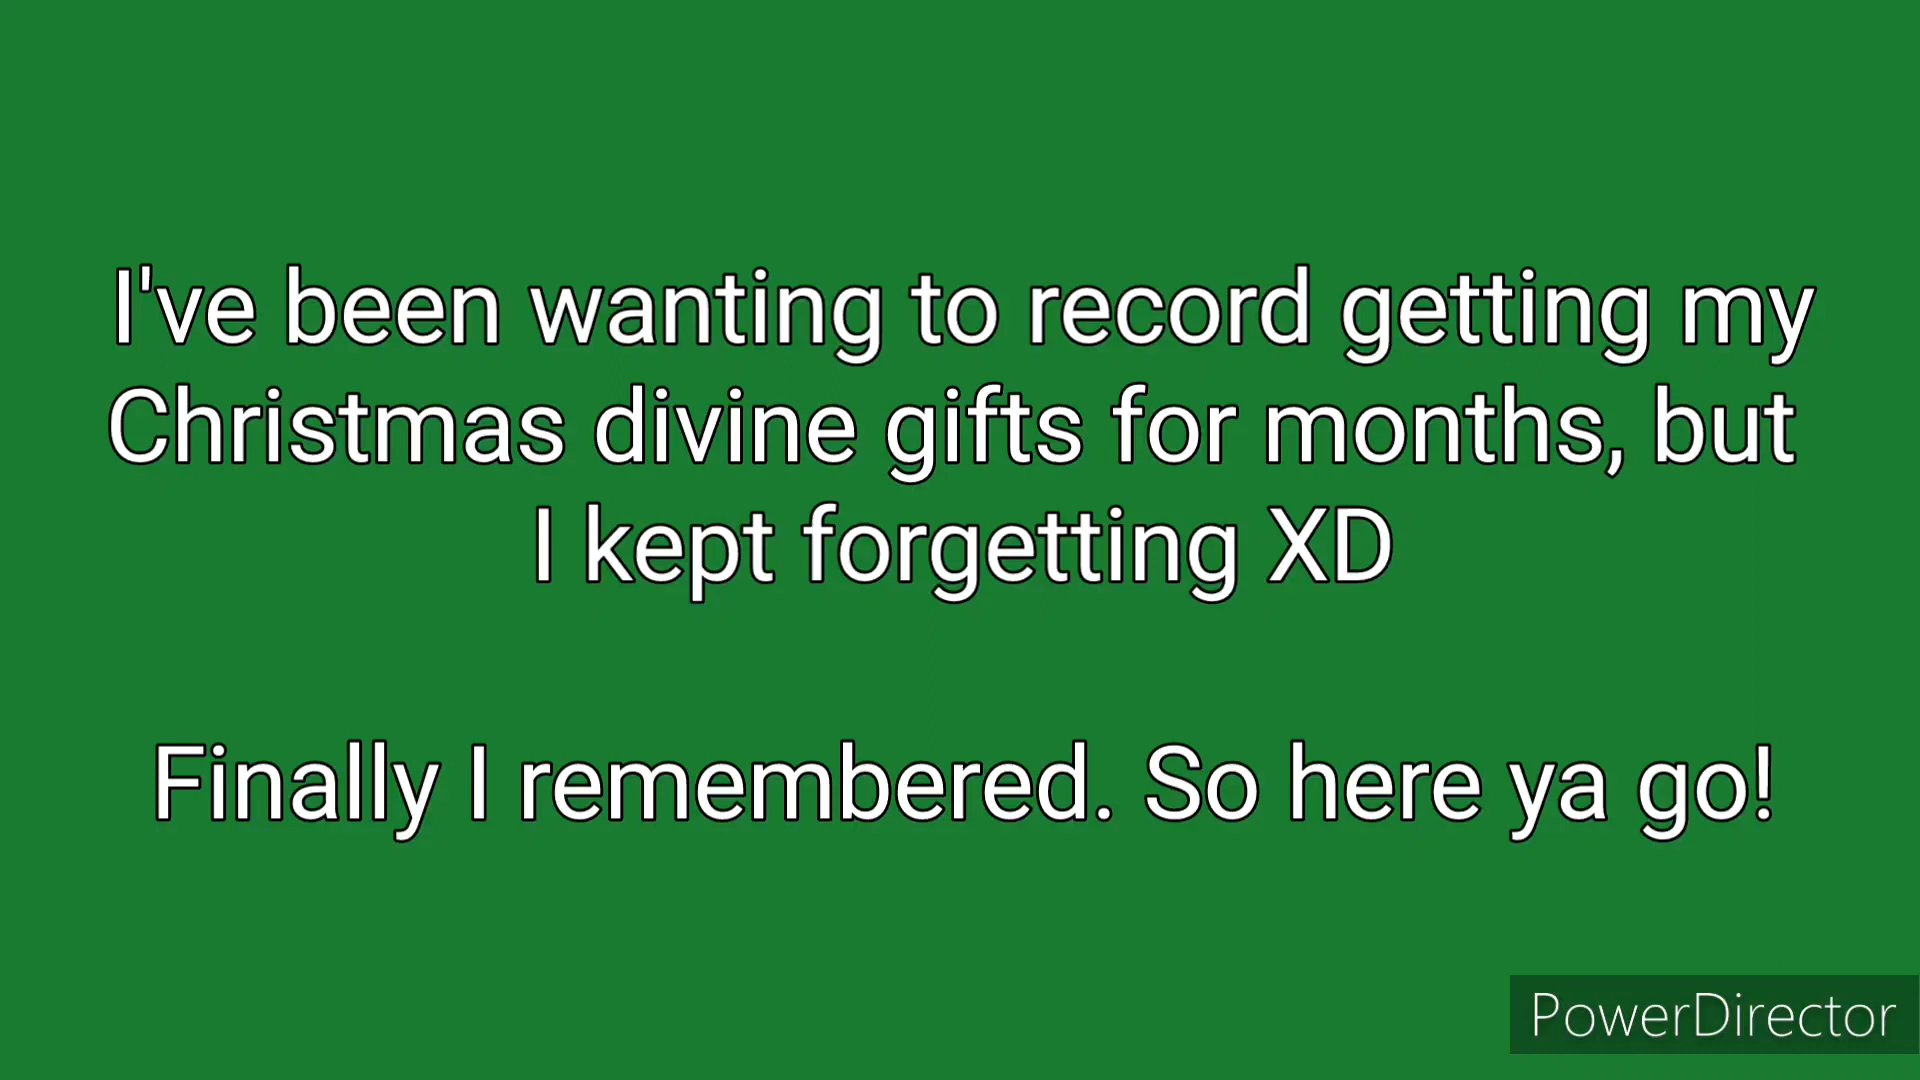 I've been wanting to record getting my
Christmas divine gifts for months, but
I kept forgetting XD
Finally I remembered. So here ya go!
PowerDirector